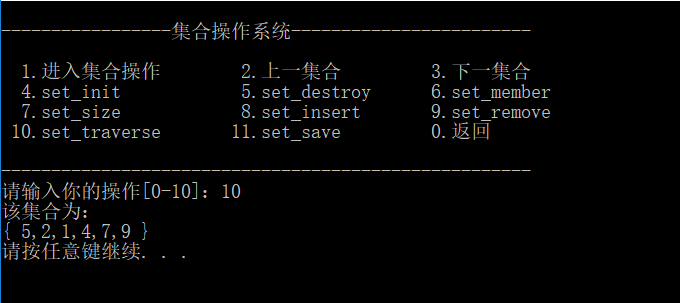 -----------------集合操作系统------------------------
1.进入集合操作 2.上一集合 3.下一集合
4.set_init 5.set_destroy 6.set_member
7.set_size 8.set_insert 9.set_remove
10.set_traverse 11.set_save 0.返回
-----------------------------------------------------
请输入你的操作[0-10]: 10
该集合为:
{ 5,2,1,4,7,9 }
请按任意键继续. . .